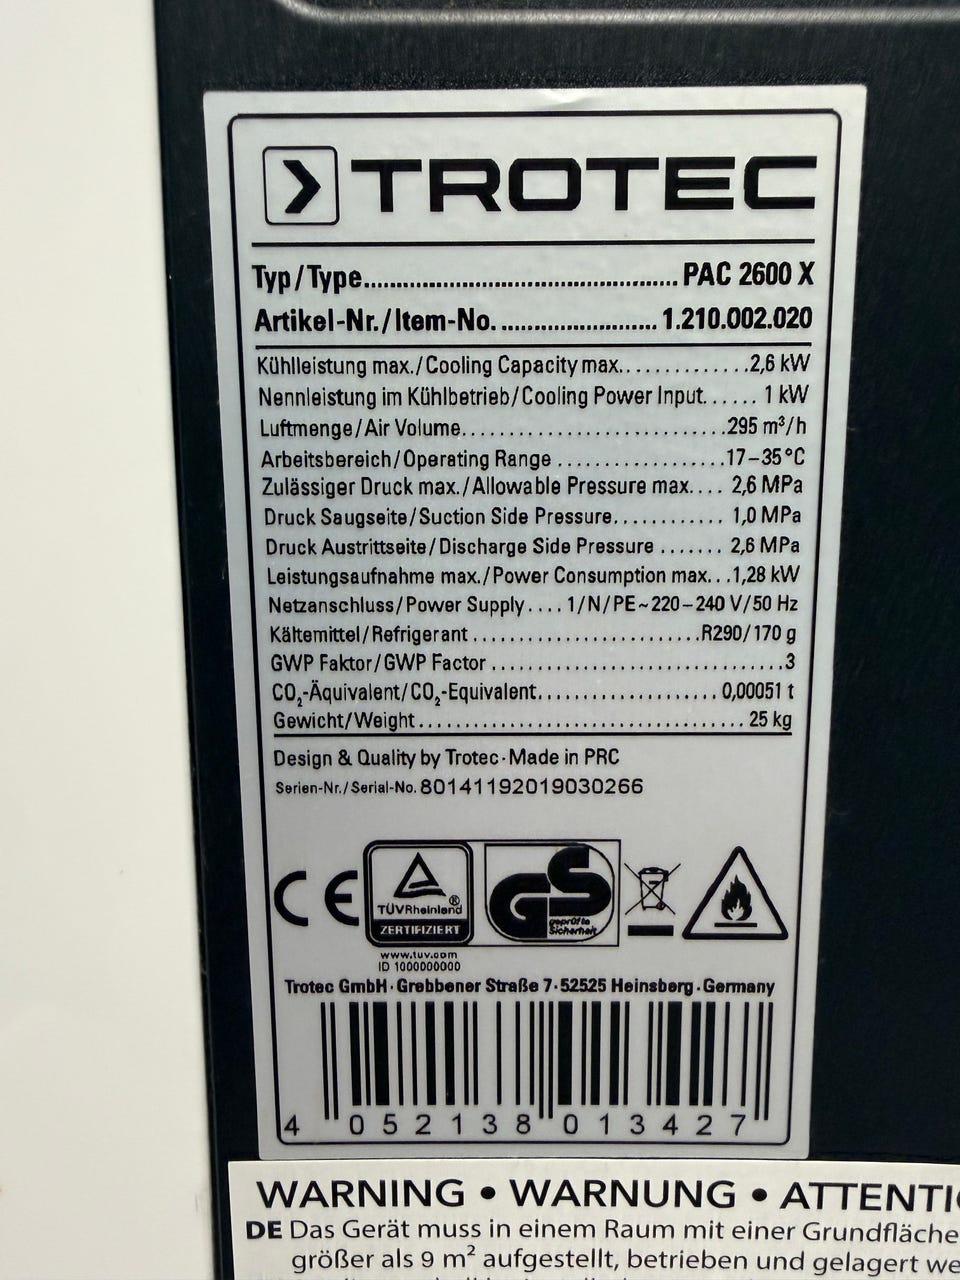 TROTEC
Typ/Type................................................ PAC 2600 X
Artikel-Nr./Item-No. ........................ 1.210.002.020
Kühlleistung max./Cooling Capacity max...............2,6 kW
Nennleistung im Kühlbetrieb/Cooling Power Input....... 1 kW
Luftmenge/Air Volume............................295 m³/h
Arbeitsbereich/Operating Range ..................17–35°C
Zulässiger Druck max./Allowable Pressure max.... 2,6 MPa
Druck Saugseite/Suction Side Pressure............ 1,0 MPa
Druck Austrittseite/Discharge Side Pressure ....... 2,6 MPa
Leistungsaufnahme max./Power Consumption max...1,28 kW
Netzanschluss/Power Supply .... 1/N/PE~220–240 V/50 Hz
Kältemittel/Refrigerant ........................R290/170 g
GWP Faktor/GWP Factor ...............................3
CO₂-Äquivalent/CO₂-Equivalent................... 0,00051 t
Gewicht/Weight................................... 25 kg
Design & Quality by Trotec·Made in PRC
Serien-Nr./Serial-No. 80141192019030266
CE
TÜVRheinland®
ZERTIFIZIERT
GS
geprüfte
Sicherheit
www.tuv.com
ID 1000000000
Trotec GmbH·Grebbener Straße 7·52525 Heinsberg·Germany
4 052138 013427
WARNING • WARNUNG •
DE Das Gerät muss in einem Raum mit einer Grundfläche
größer als 9 m² aufgestellt, betrieben und gelagert